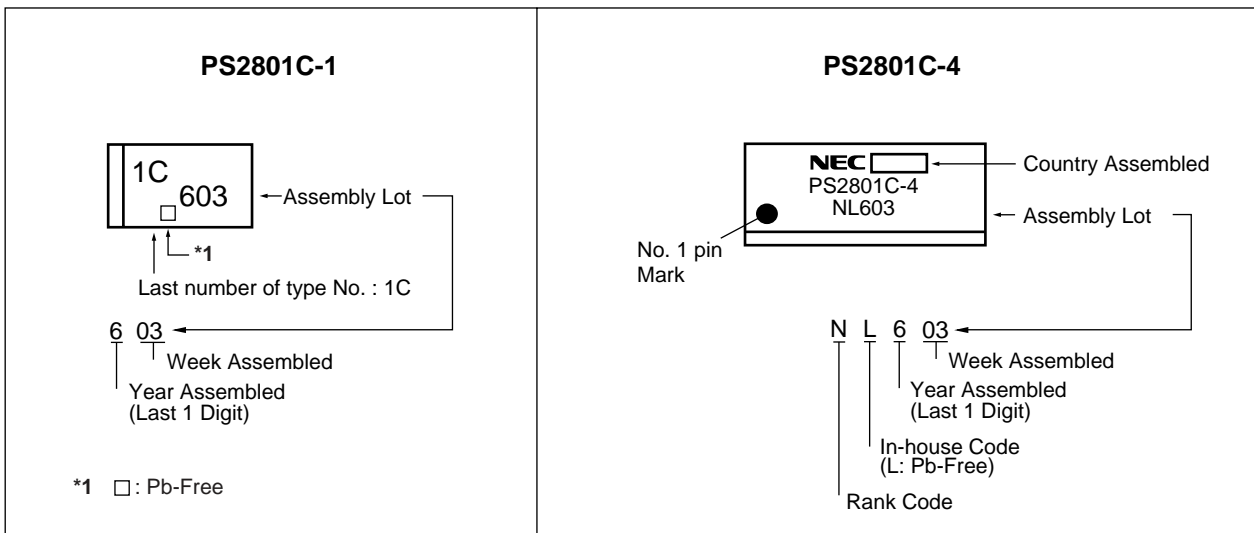 PS2801C-1
1C
603
Assembly Lot
*1
Last number of type No. : 1C
6 03
Week Assembled
Year Assembled
(Last 1 Digit)
*1 □ : Pb-Free
PS2801C-4
NEC
Country Assembled
PS2801C-4
NL603
Assembly Lot
No. 1 pin
Mark
N L 6 03
Week Assembled
Year Assembled
(Last 1 Digit)
In-house Code
(L: Pb-Free)
Rank Code